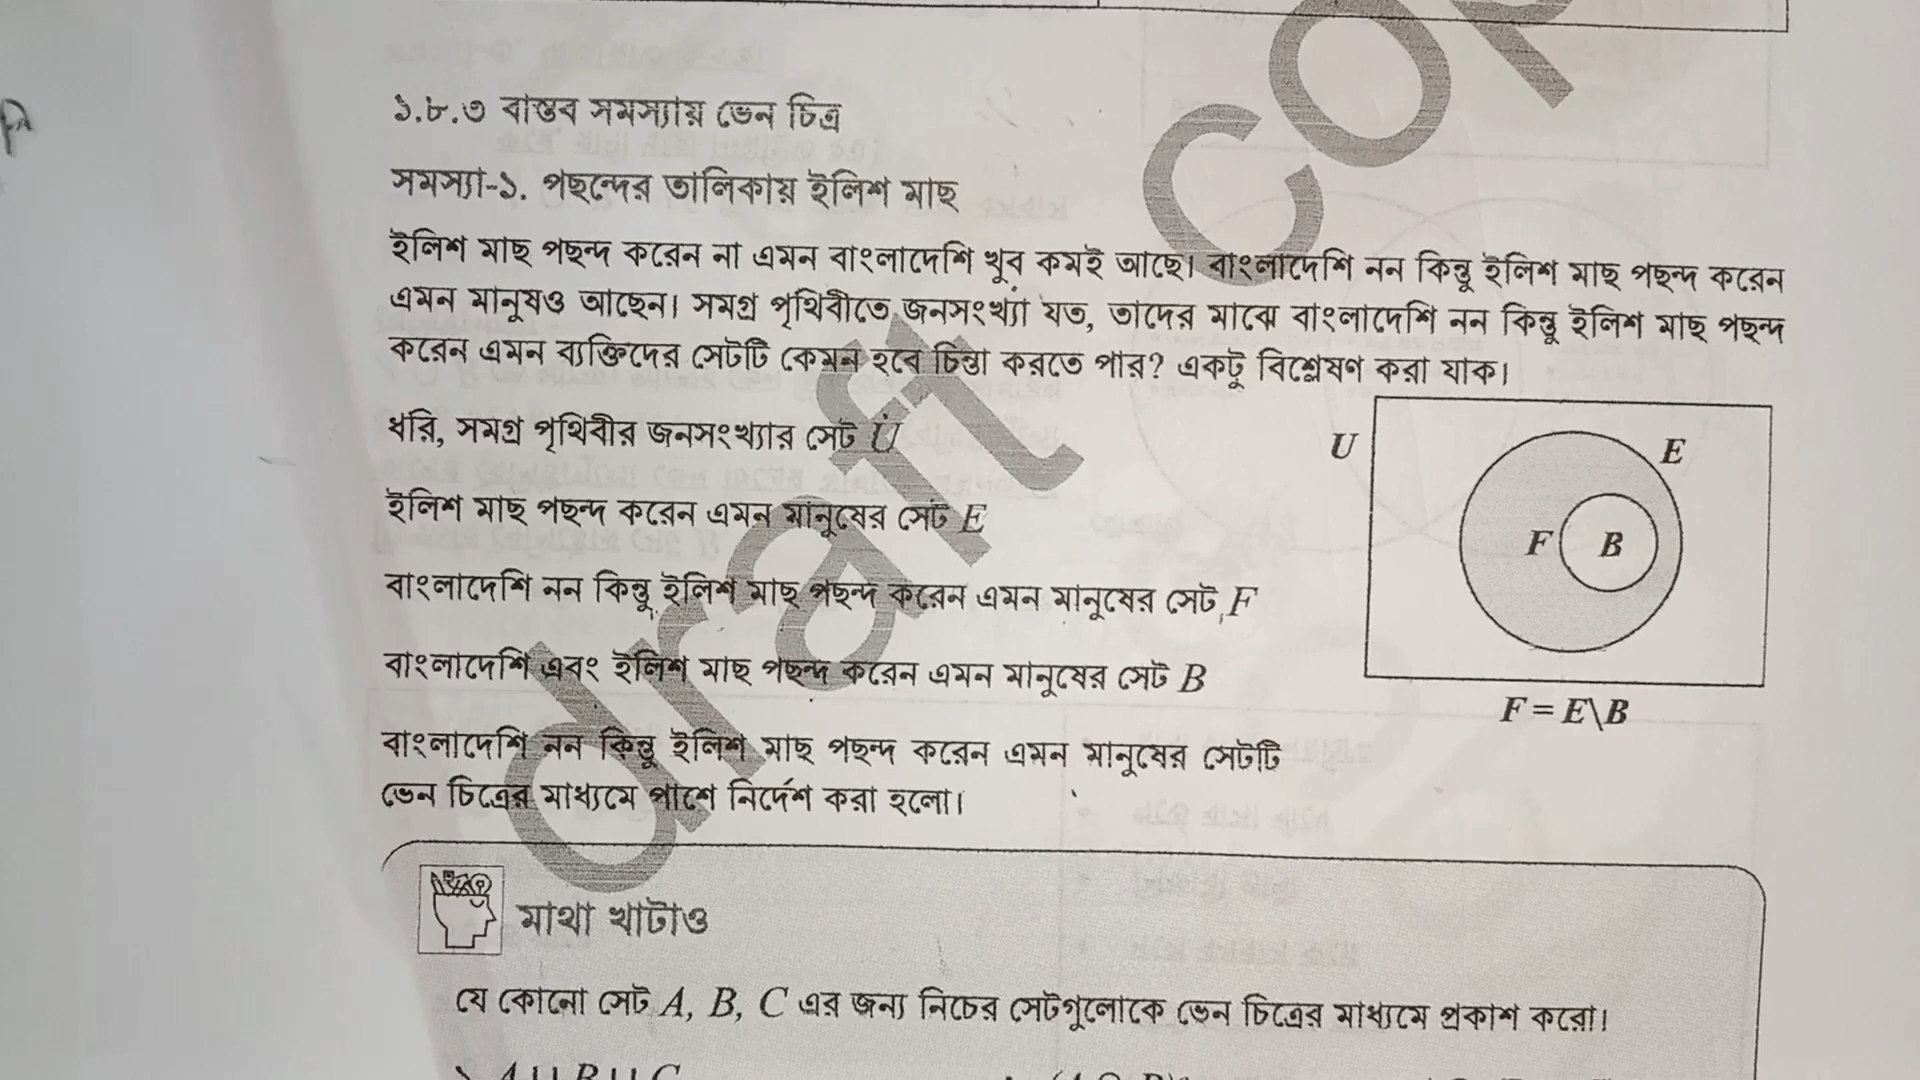 copy
১.৮.৩ বাস্তব সমস্যায় ভেন চিত্র
সমস্যা-১. পছন্দের তালিকায় ইলিশ মাছ
ইলিশ মাছ পছন্দ করেন না এমন বাংলাদেশি খুব কমই আছে। বাংলাদেশি নন কিন্তু ইলিশ মাছ পছন্দ করেন
এমন মানুষও আছেন। সমগ্র পৃথিবীতে জনসংখ্যা যত, তাদের মাঝে বাংলাদেশি নন কিন্তু ইলিশ মাছ পছন্দ
করেন এমন ব্যক্তিদের সেটটি কেমন হবে চিন্তা করতে পার? একটু বিশ্লেষণ করা যাক।
ধরি, সমগ্র পৃথিবীর জনসংখ্যার সেট U
ইলিশ মাছ পছন্দ করেন এমন মানুষের সেট E
বাংলাদেশি নন কিন্তু ইলিশ মাছ পছন্দ করেন এমন মানুষের সেট F
বাংলাদেশি এবং ইলিশ মাছ পছন্দ করেন এমন মানুষের সেট B
বাংলাদেশি নন কিন্তু ইলিশ মাছ পছন্দ করেন এমন মানুষের সেটটি
ভেন চিত্রের মাধ্যমে পাশে নির্দেশ করা হলো।
U
E
F B
F = E\B
draft
মাথা খাটাও
যে কোনো সেট A, B, C এর জন্য নিচের সেটগুলোকে ভেন চিত্রের মাধ্যমে প্রকাশ করো।